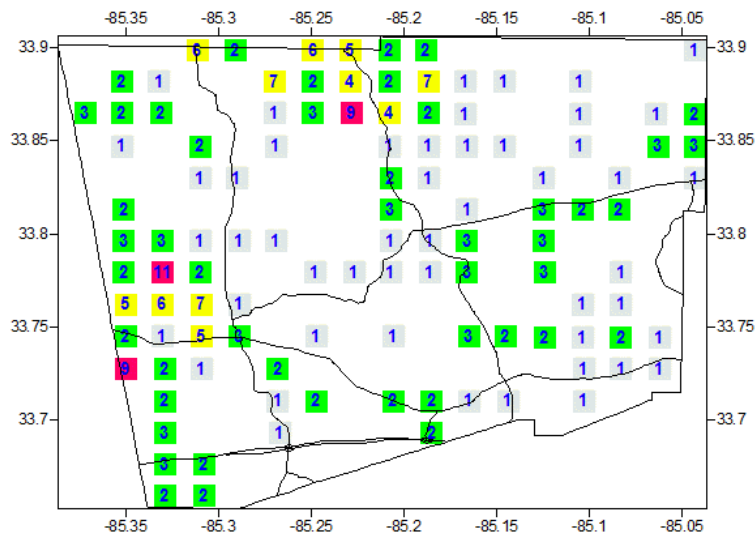 -85.35 -85.3 -85.25 -85.2 -85.15 -85.1 -85.05
33.9 6 2 6 5 2 2 1 33.9
2 1 7 2 4 2 7 1 1 1
3 2 2 1 3 9 4 2 1 1 1 2
33.85 1 2 1 1 1 1 1 1 3 3 33.85
1 1 2 1 1 1 1
2 3 1 3 2 2
33.8 3 3 1 1 1 1 1 3 3 33.8
2 11 2 1 1 1 1 3 3 1
5 6 7 1 1 1
33.75 2 1 5 3 1 1 3 2 2 1 2 1 33.75
9 2 1 2 1 1 1
2 1 2 2 2 1 1 1
33.7 3 1 2 33.7
3 2
2 2
-85.35 -85.3 -85.25 -85.2 -85.15 -85.1 -85.05